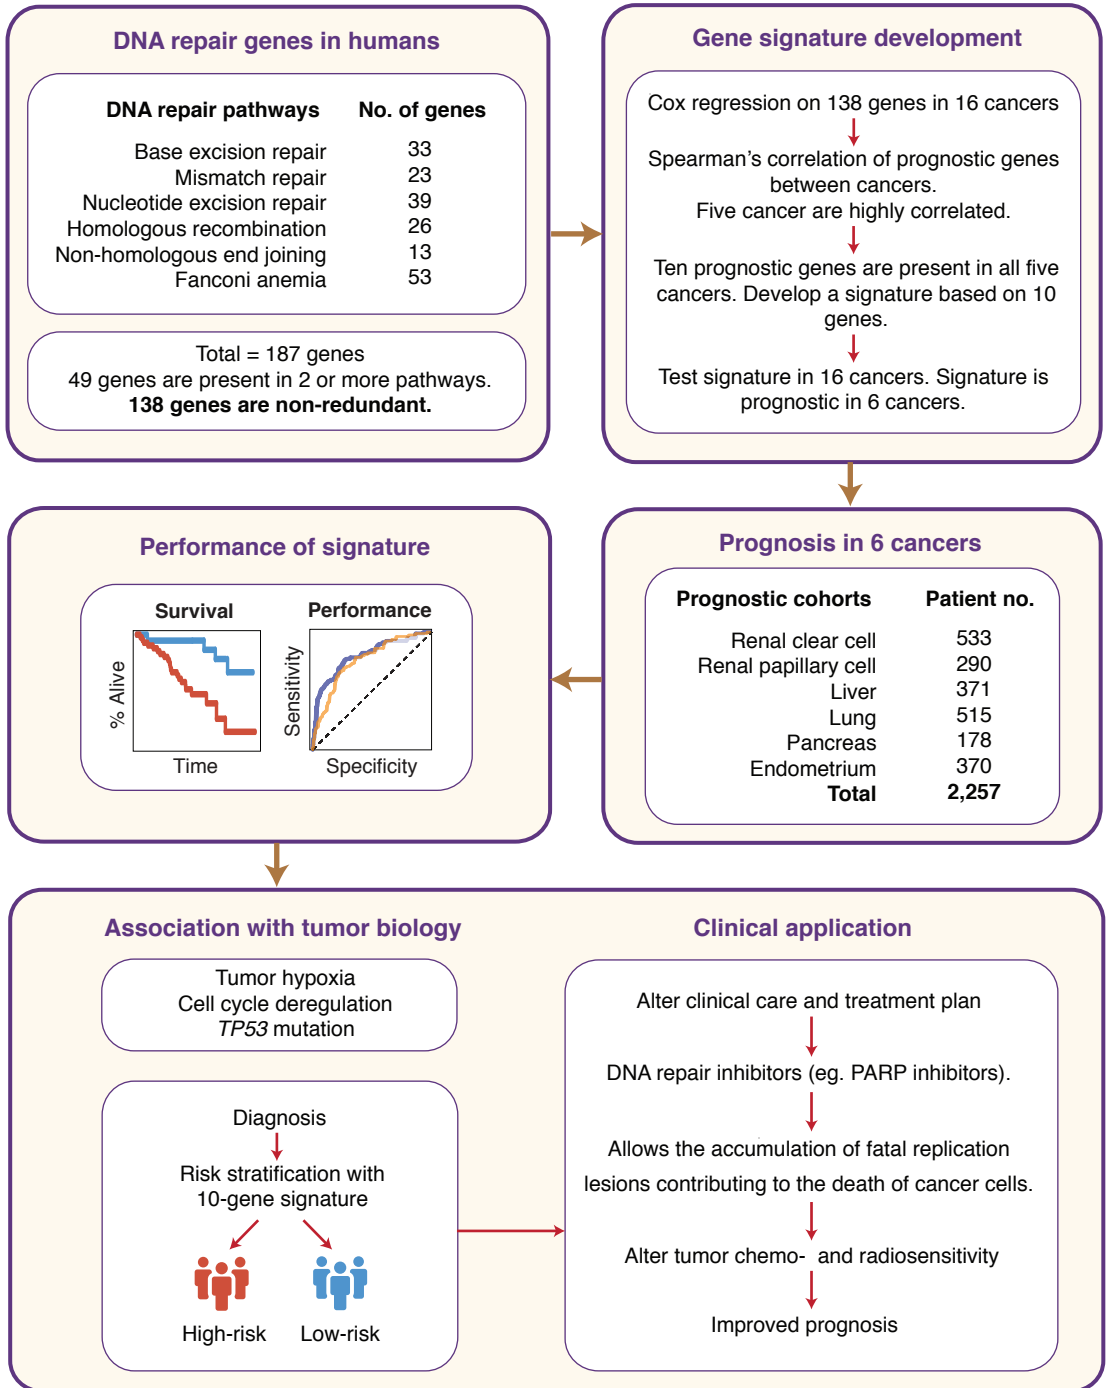 DNA repair genes in humans
DNA repair pathways No. of genes
Base excision repair 33
Mismatch repair 23
Nucleotide excision repair 39
Homologous recombination 26
Non-homologous end joining 13
Fanconi anemia 53
Total = 187 genes
49 genes are present in 2 or more pathways.
138 genes are non-redundant.
Gene signature development
Cox regression on 138 genes in 16 cancers
Spearman's correlation of prognostic genes
between cancers.
Five cancer are highly correlated.
Ten prognostic genes are present in all five
cancers. Develop a signature based on 10
genes.
Test signature in 16 cancers. Signature is
prognostic in 6 cancers.
Prognosis in 6 cancers
Prognostic cohorts Patient no.
Renal clear cell 533
Renal papillary cell 290
Liver 371
Lung 515
Pancreas 178
Endometrium 370
Total 2,257
Performance of signature
Survival
% Alive
Time
Performance
Sensitivity
Specificity
Association with tumor biology
Tumor hypoxia
Cell cycle deregulation
TP53 mutation
Diagnosis
Risk stratification with
10-gene signature
High-risk Low-risk
Clinical application
Alter clinical care and treatment plan
DNA repair inhibitors (eg. PARP inhibitors).
Allows the accumulation of fatal replication
lesions contributing to the death of cancer cells.
Alter tumor chemo- and radiosensitivity
Improved prognosis